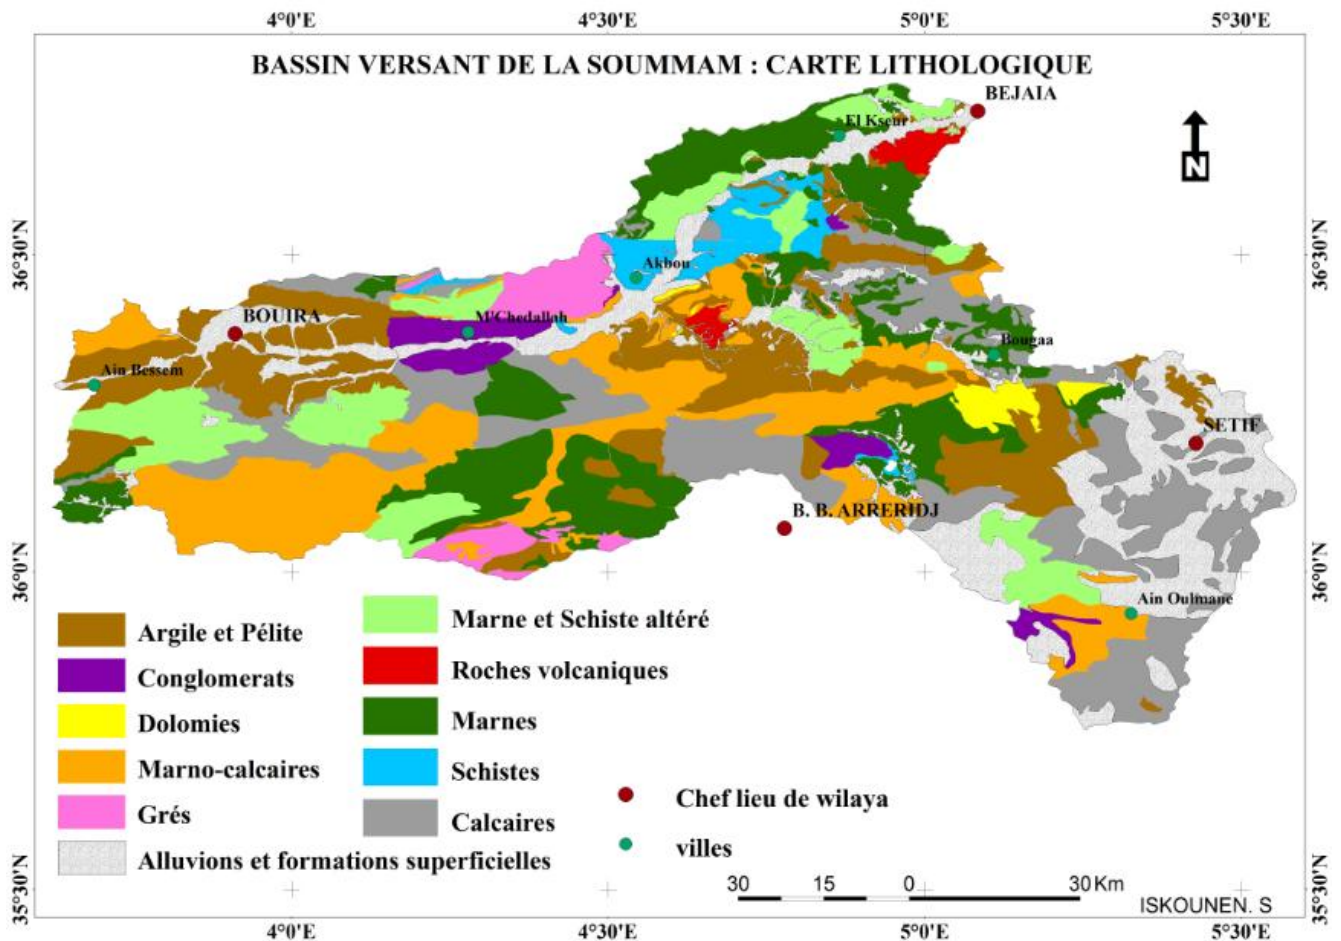 4°0'E 4°30'E 5°0'E 5°30'E
BASSIN VERSANT DE LA SOUMMAM : CARTE LITHOLOGIQUE
BEJAIA
El Kseur
N
36°30'N 36°30'N
Akbou
BOUIRA
M'Chedallah
Bougaa
Ain Bessem
SETIF
B. B. ARRERIDJ
36°0'N 36°0'N
Ain Oulmane
Argile et Pélite
Conglomerats
Dolomies
Marno-calcaires
Grés
Alluvions et formations superficielles
Marne et Schiste altéré
Roches volcaniques
Marnes
Schistes
Calcaires
Chef lieu de wilaya
villes
30 15 0 30 Km
35°30'N 35°30'N
ISKOUNEN. S
4°0'E 4°30'E 5°0'E 5°30'E